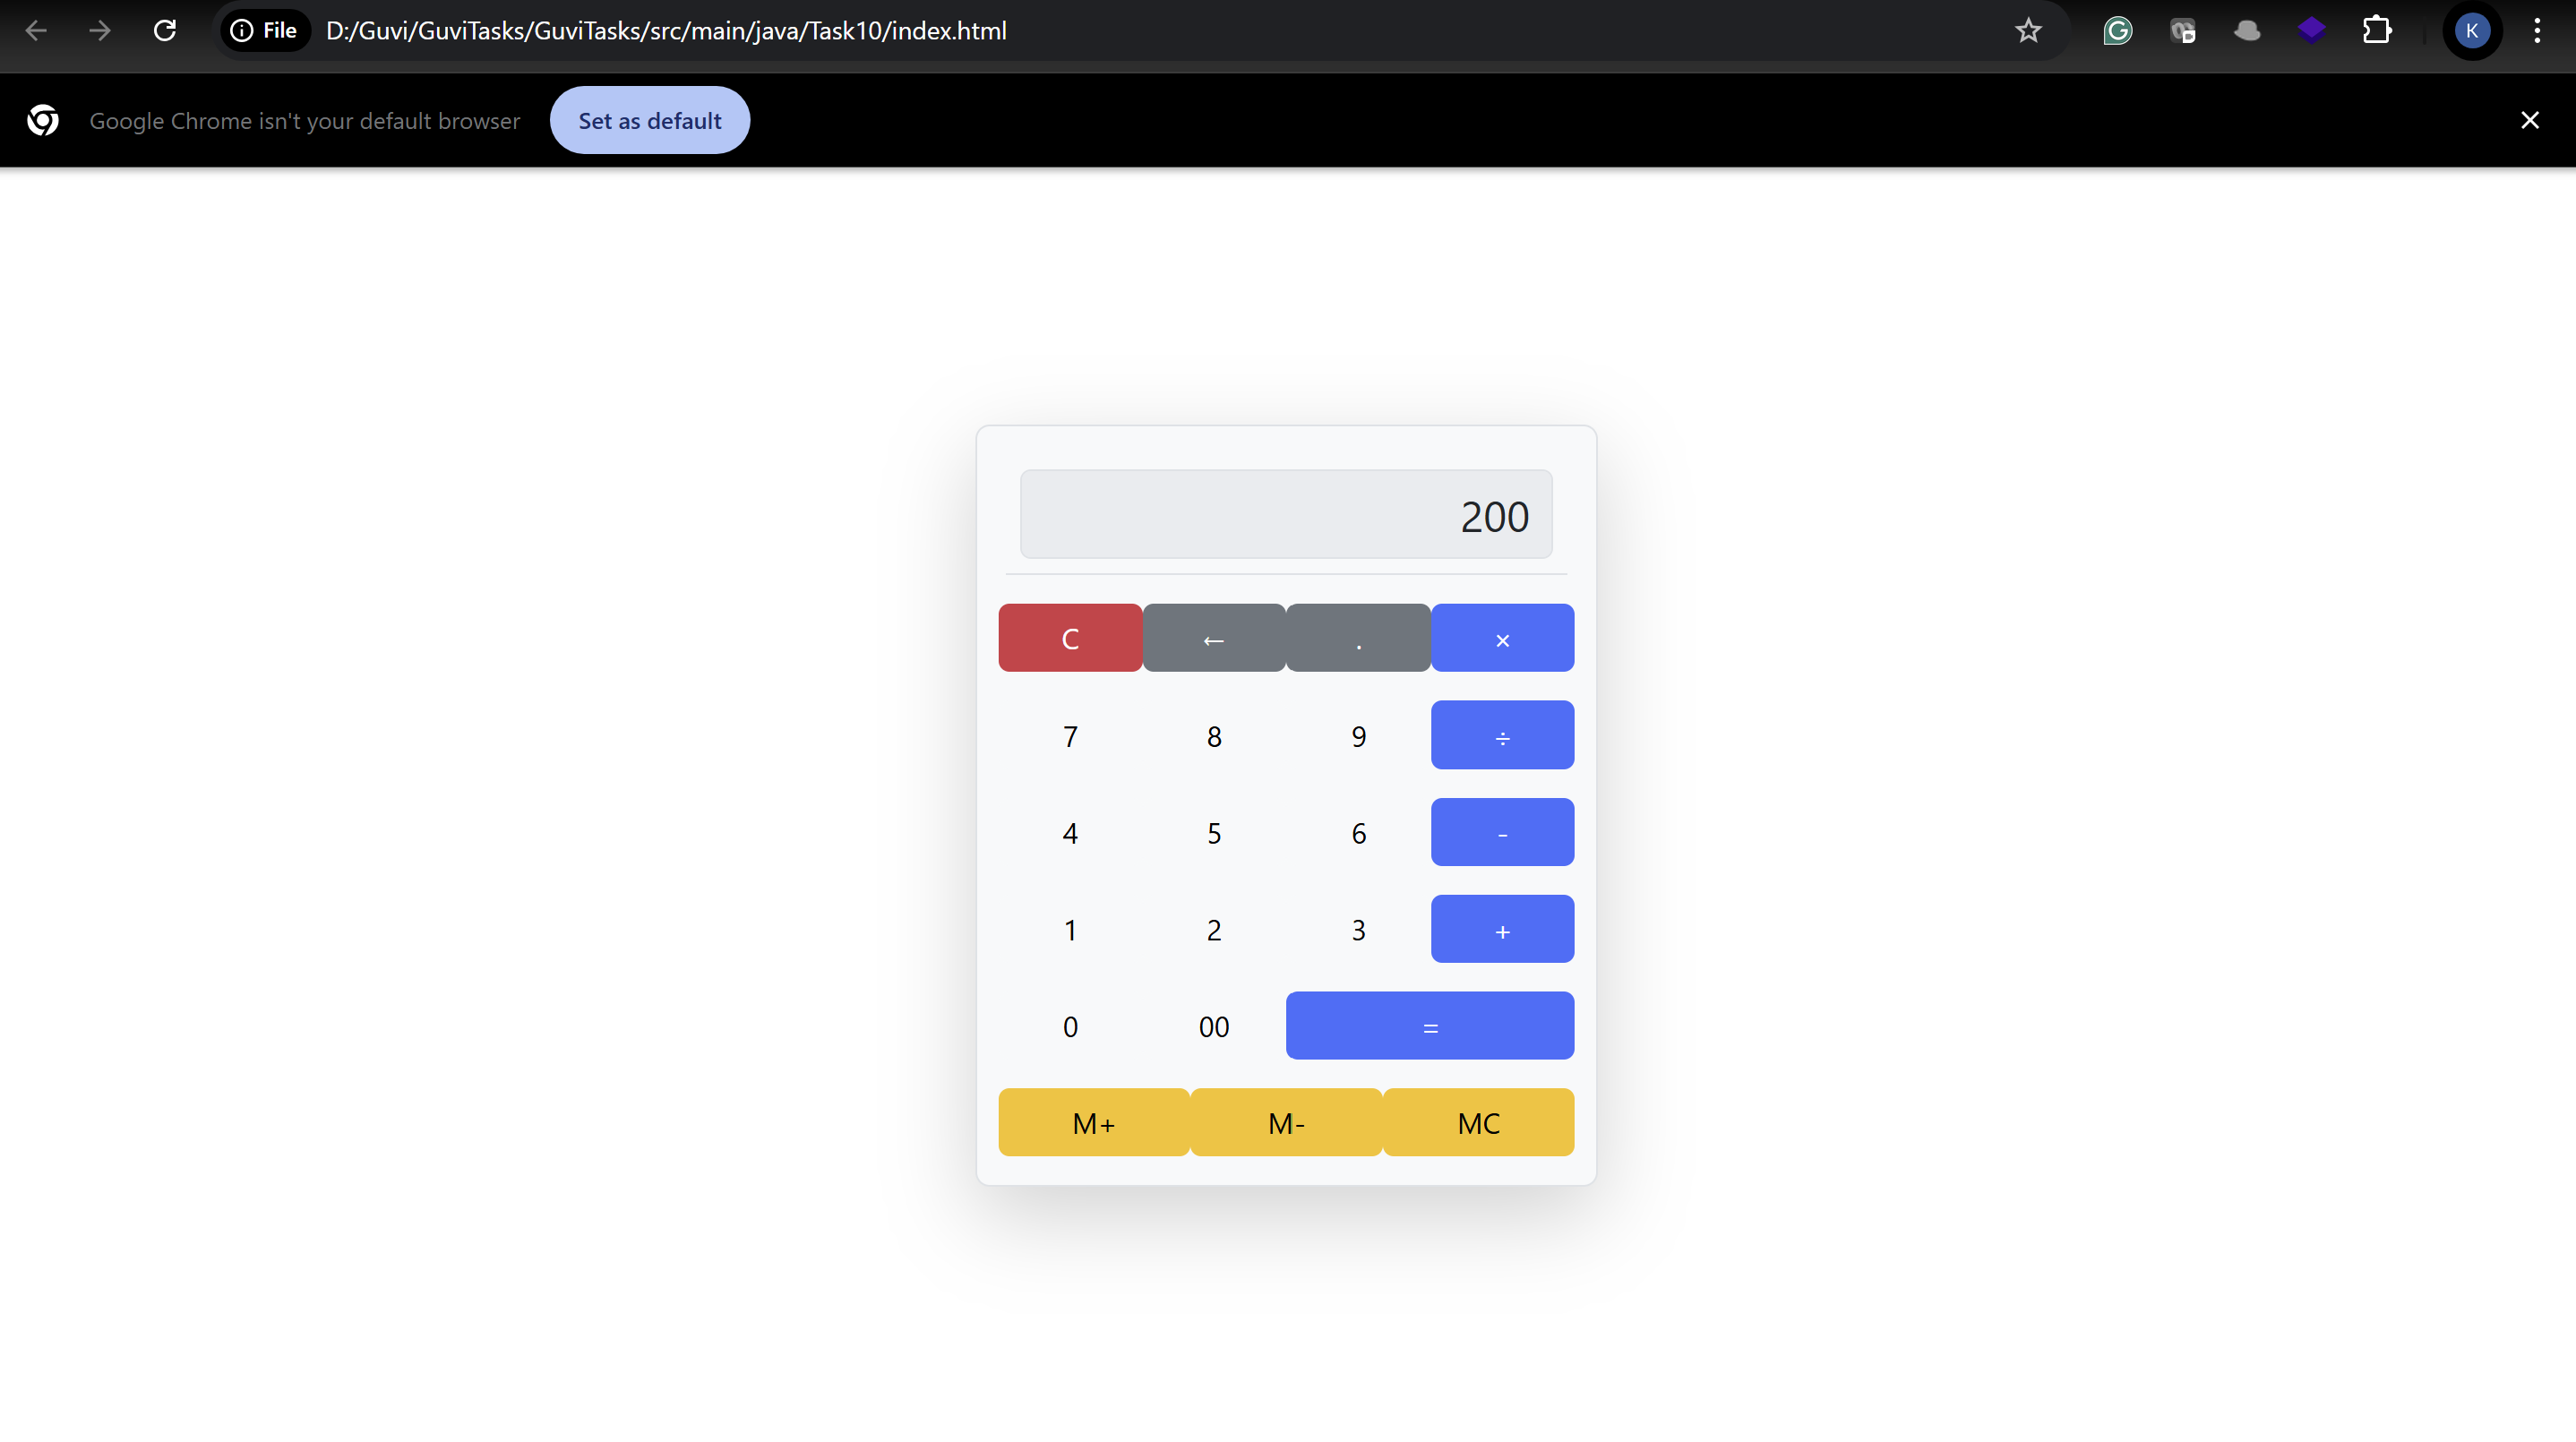 File D:/Guvi/GuviTasks/GuviTasks/src/main/java/Task10/index.html K
Google Chrome isn't your default browser Set as default
200
C ← . ×
7 8 9 ÷
4 5 6 -
1 2 3 +
0 00 =
M+ M- MC